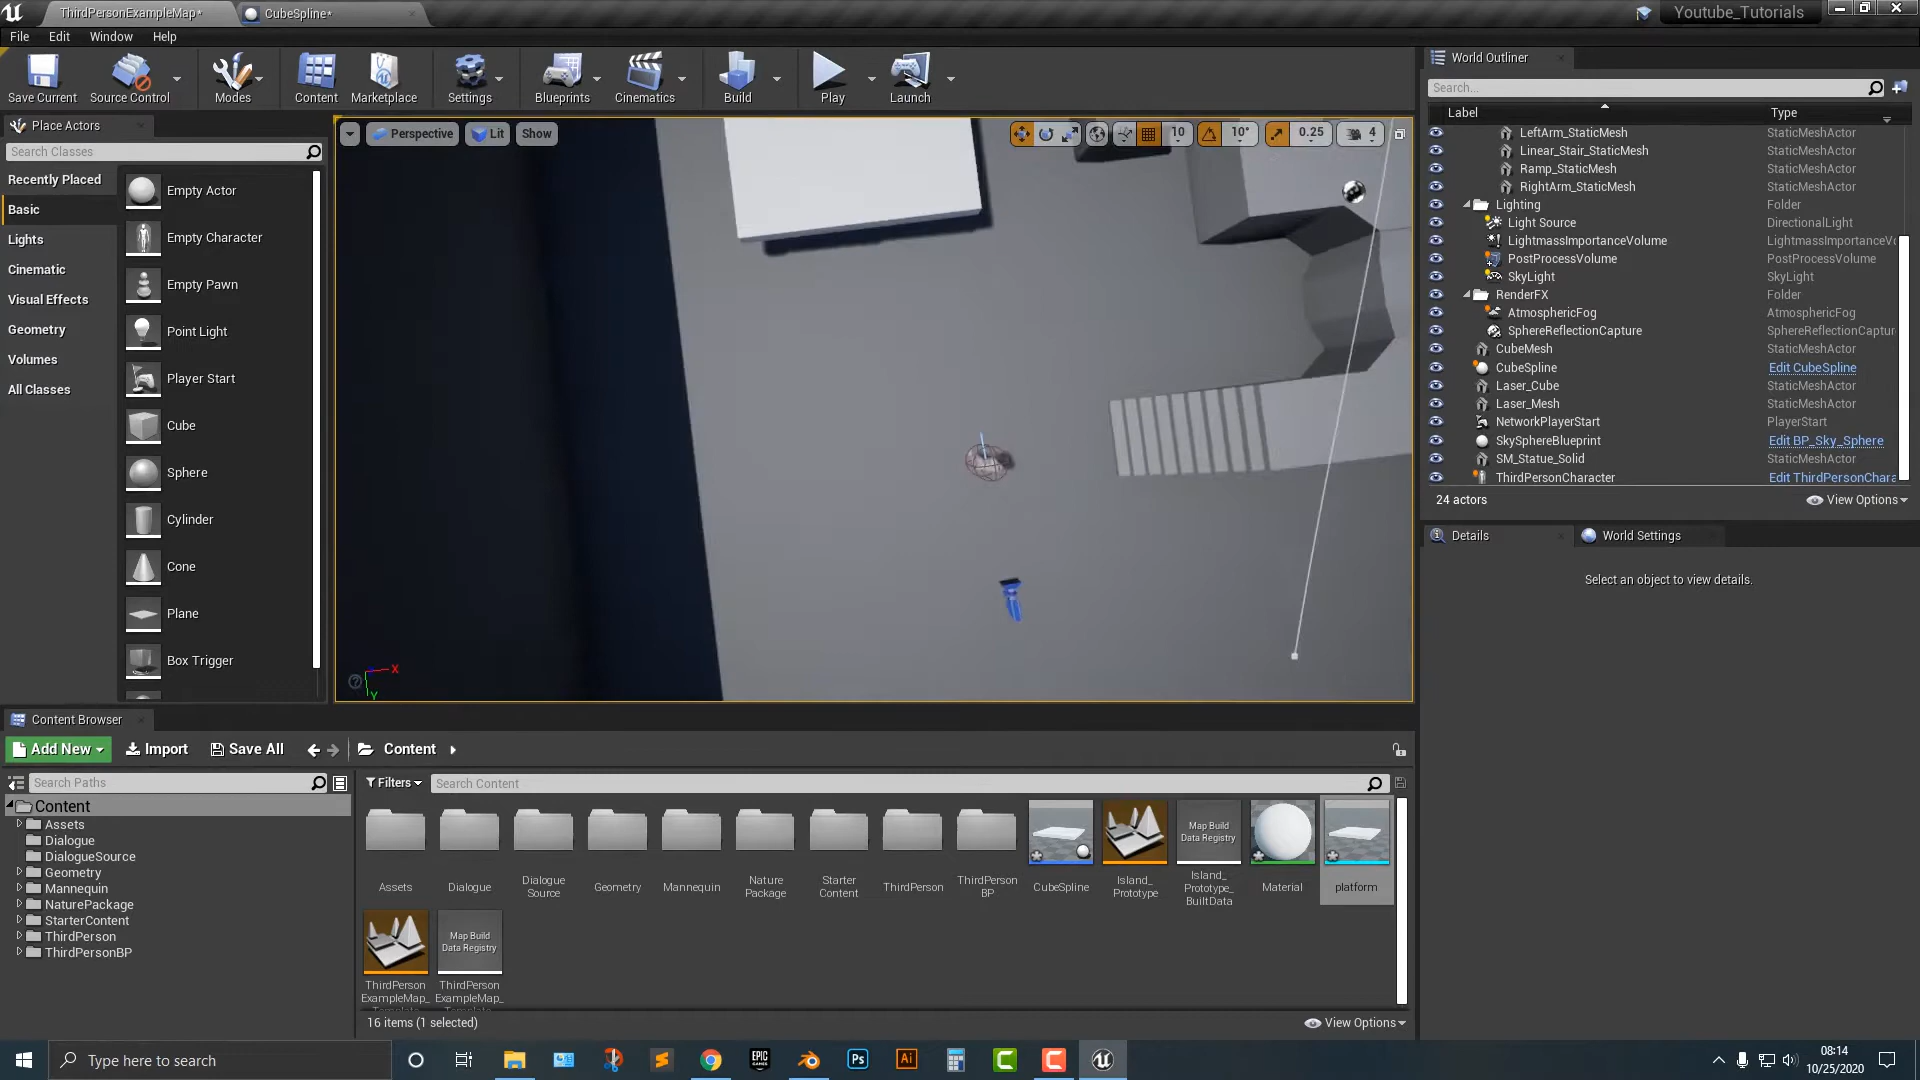 ThirdPersonExampleMap*
CubeSpline*
Youtube_Tutorials
File Edit Window Help
Save Current
Source Control
Modes
Content
Marketplace
Settings
Blueprints
Cinematics
Build
Play
Launch
Place Actors
Search Classes
Recently Placed
Basic
Lights
Cinematic
Visual Effects
Geometry
Volumes
All Classes
Empty Actor
Empty Character
Empty Pawn
Point Light
Player Start
Cube
Sphere
Cylinder
Cone
Plane
Box Trigger
Perspective
Lit
Show
10
10°
0.25
4
X
Y
World Outliner
Search...
Label Type
LeftArm_StaticMesh StaticMeshActor
Linear_Stair_StaticMesh StaticMeshActor
Ramp_StaticMesh StaticMeshActor
RightArm_StaticMesh StaticMeshActor
Lighting Folder
Light Source DirectionalLight
LightmassImportanceVolume LightmassImportanceVo
PostProcessVolume PostProcessVolume
SkyLight SkyLight
RenderFX Folder
AtmosphericFog AtmosphericFog
SphereReflectionCapture SphereReflectionCaptur
CubeMesh StaticMeshActor
CubeSpline Edit CubeSpline
Laser_Cube StaticMeshActor
Laser_Mesh StaticMeshActor
NetworkPlayerStart PlayerStart
SkySphereBlueprint Edit BP_Sky_Sphere
SM_Statue_Solid StaticMeshActor
ThirdPersonCharacter Edit ThirdPersonChara
24 actors
View Options
Details
World Settings
Select an object to view details.
Content Browser
Add New
Import
Save All
Content
Search Paths
Filters
Search Content
Content
Assets
Dialogue
DialogueSource
Geometry
Mannequin
NaturePackage
StarterContent
ThirdPerson
ThirdPersonBP
Assets
Dialogue
Dialogue
Source
Geometry
Mannequin
Nature
Package
Starter
Content
ThirdPerson
ThirdPerson
BP
CubeSpline
Island_
Prototype
Map Build
Data Registry
Island_
Prototype_
BuiltData
Material
platform
ThirdPerson
ExampleMap_
Map Build
Data Registry
ThirdPerson
ExampleMap_
16 items (1 selected)
View Options
Type here to search
EPIC
GAMES
Ps
Ai
08:14
10/25/2020